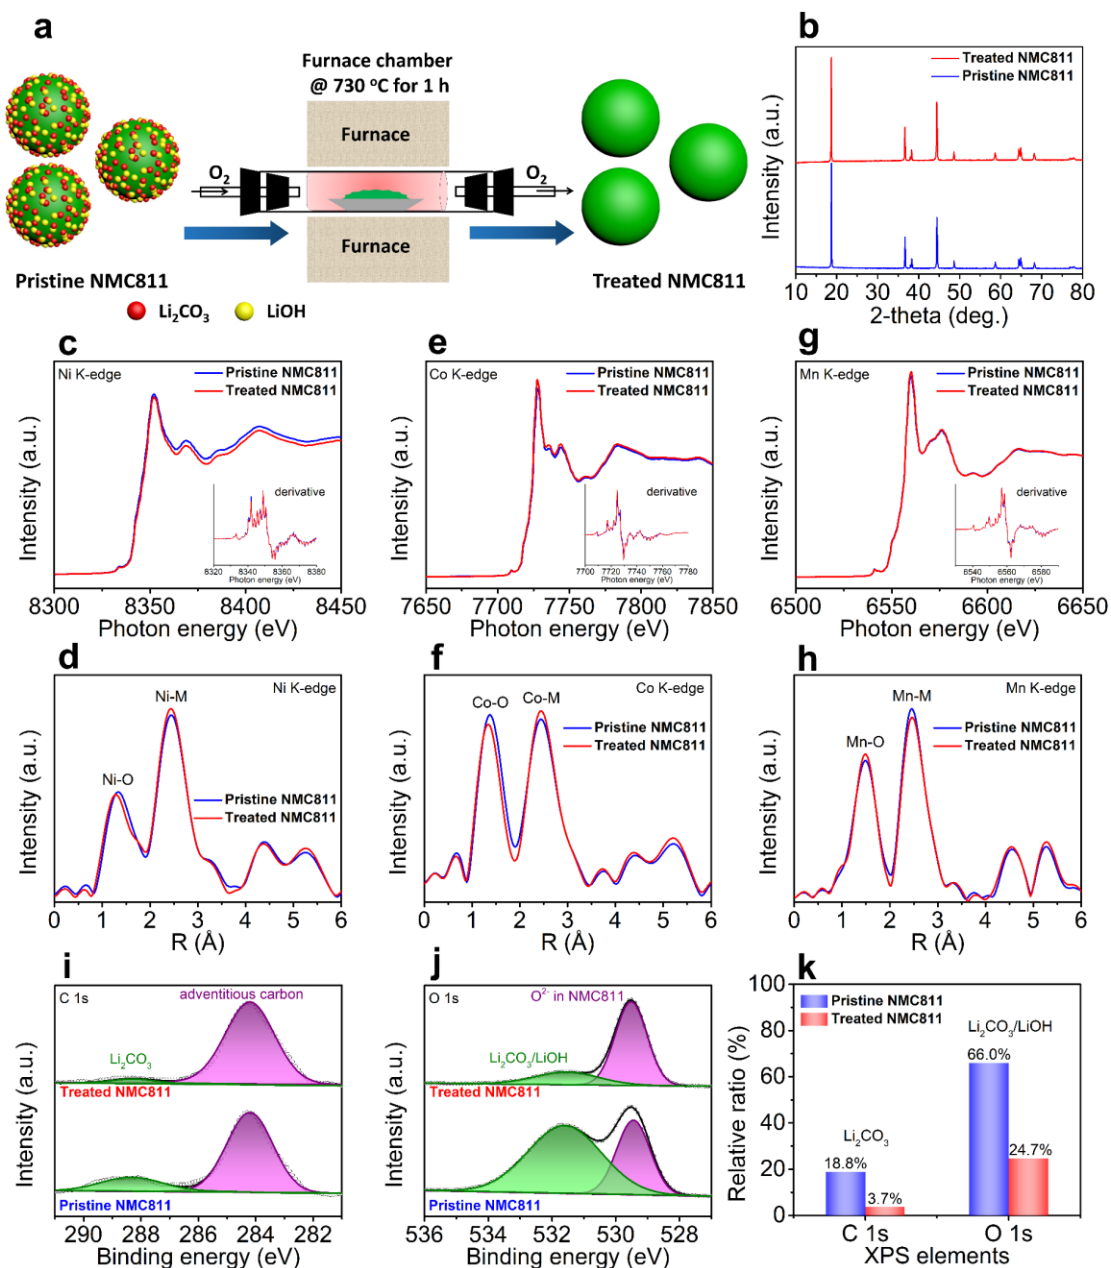 a
Furnace chamber
@ 730 °C for 1 h
Furnace
O₂
O₂
Furnace
Pristine NMC811
Treated NMC811
Li₂CO₃
LiOH
b
Treated NMC811
Pristine NMC811
Intensity (a.u.)
10 20 30 40 50 60 70 80
2-theta (deg.)
c
Ni K-edge
Pristine NMC811
Treated NMC811
Intensity (a.u.)
derivative
8320 8340 8360 8380
Photon energy (eV)
8300 8350 8400 8450
Photon energy (eV)
e
Co K-edge
Pristine NMC811
Treated NMC811
Intensity (a.u.)
derivative
7700 7720 7740 7760 7780
Photon energy (eV)
7650 7700 7750 7800 7850
Photon energy (eV)
g
Mn K-edge
Pristine NMC811
Treated NMC811
Intensity (a.u.)
derivative
6540 6560 6580
Photon energy (eV)
6500 6550 6600 6650
Photon energy (eV)
d
Ni K-edge
Ni-M
Ni-O
Pristine NMC811
Treated NMC811
Intensity (a.u.)
0 1 2 3 4 5 6
R (Å)
f
Co K-edge
Co-O
Co-M
Pristine NMC811
Treated NMC811
Intensity (a.u.)
0 1 2 3 4 5 6
R (Å)
h
Mn K-edge
Mn-M
Mn-O
Pristine NMC811
Treated NMC811
Intensity (a.u.)
0 1 2 3 4 5 6
R (Å)
i
C 1s
adventitious carbon
Li₂CO₃
Treated NMC811
Pristine NMC811
Intensity (a.u.)
290 288 286 284 282
Binding energy (eV)
j
O 1s
O²⁻ in NMC811
Li₂CO₃/LiOH
Treated NMC811
Pristine NMC811
Intensity (a.u.)
536 534 532 530 528
Binding energy (eV)
k
Pristine NMC811
Treated NMC811
Li₂CO₃/LiOH
66.0%
24.7%
Li₂CO₃
18.8%
3.7%
Relative ratio (%)
100
80
60
40
20
0
C 1s
O 1s
XPS elements